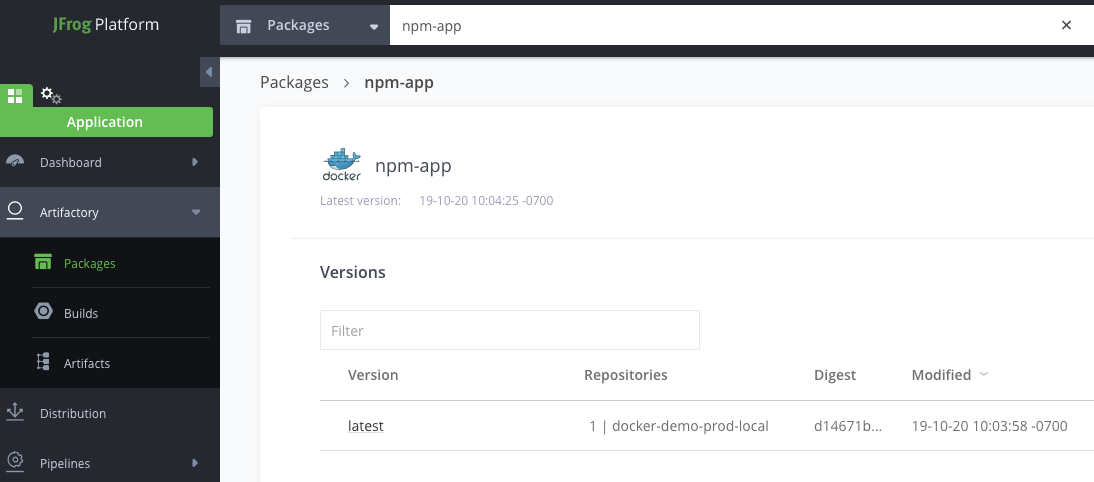 JFrog Platform
Packages
npm-app
×
Application
Dashboard
Artifactory
Packages
Builds
Artifacts
Distribution
Pipelines
Packages > npm-app
docker
npm-app
Latest version: 19-10-20 10:04:25 -0700
Versions
Filter
Version Repositories Digest Modified
latest 1 | docker-demo-prod-local d14671b... 19-10-20 10:03:58 -0700